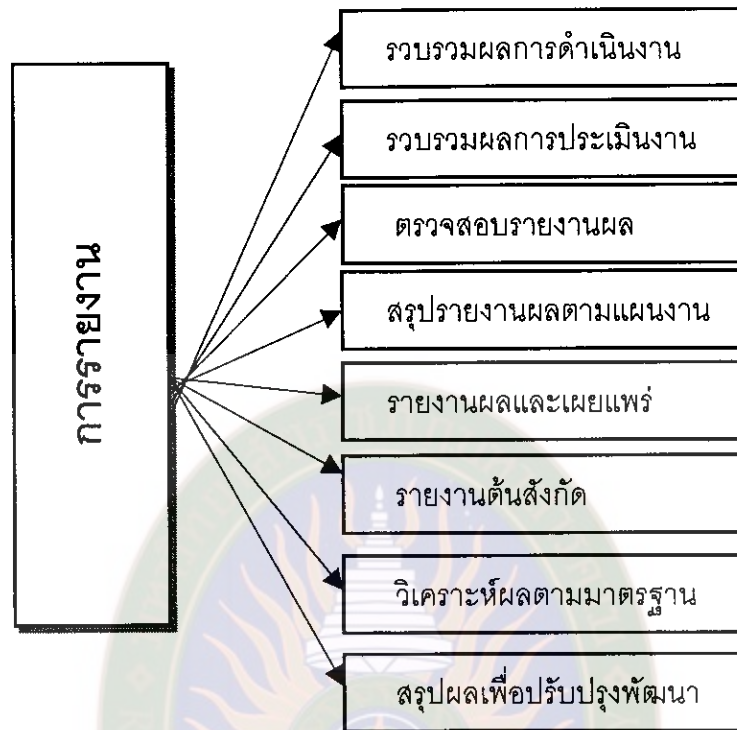 การรายงาน
รวบรวมผลการดำเนินงาน
รวบรวมผลการประเมินงาน
ตรวจสอบรายงานผล
สรุปรายงานผลตามแผนงาน
รายงานผลและเผยแพร่
รายงานต้นสังกัด
วิเคราะห์ผลตามมาตรฐาน
สรุปผลเพื่อปรับปรุงพัฒนา